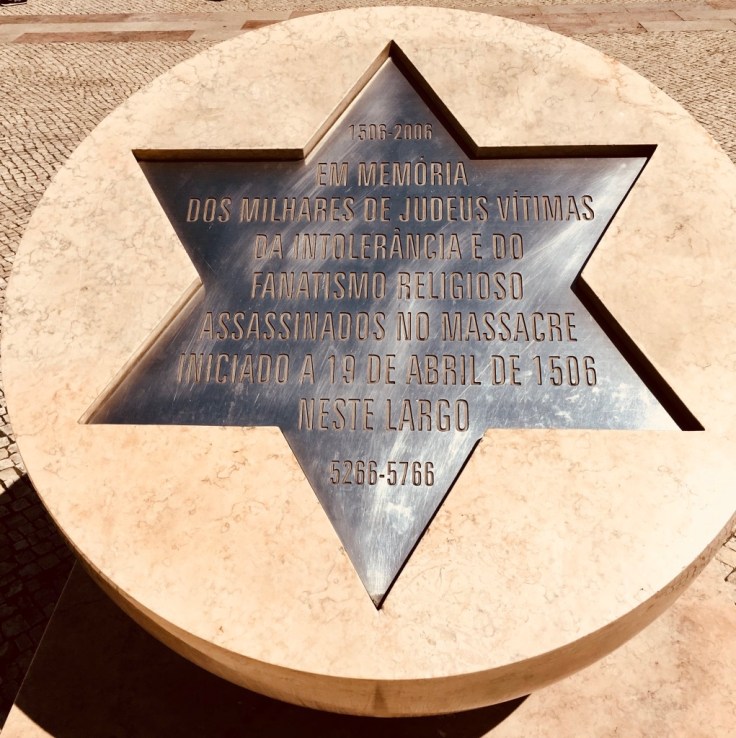 1506-2006
EM MEMÓRIA
DOS MILHARES DE JUDEUS VÍTIMAS
DA INTOLERÂNCIA E DO
FANATISMO RELIGIOSO
ASSASSINADOS NO MASSACRE
INICIADO A 19 DE ABRIL DE 1506
NESTE LARGO
5266-5766